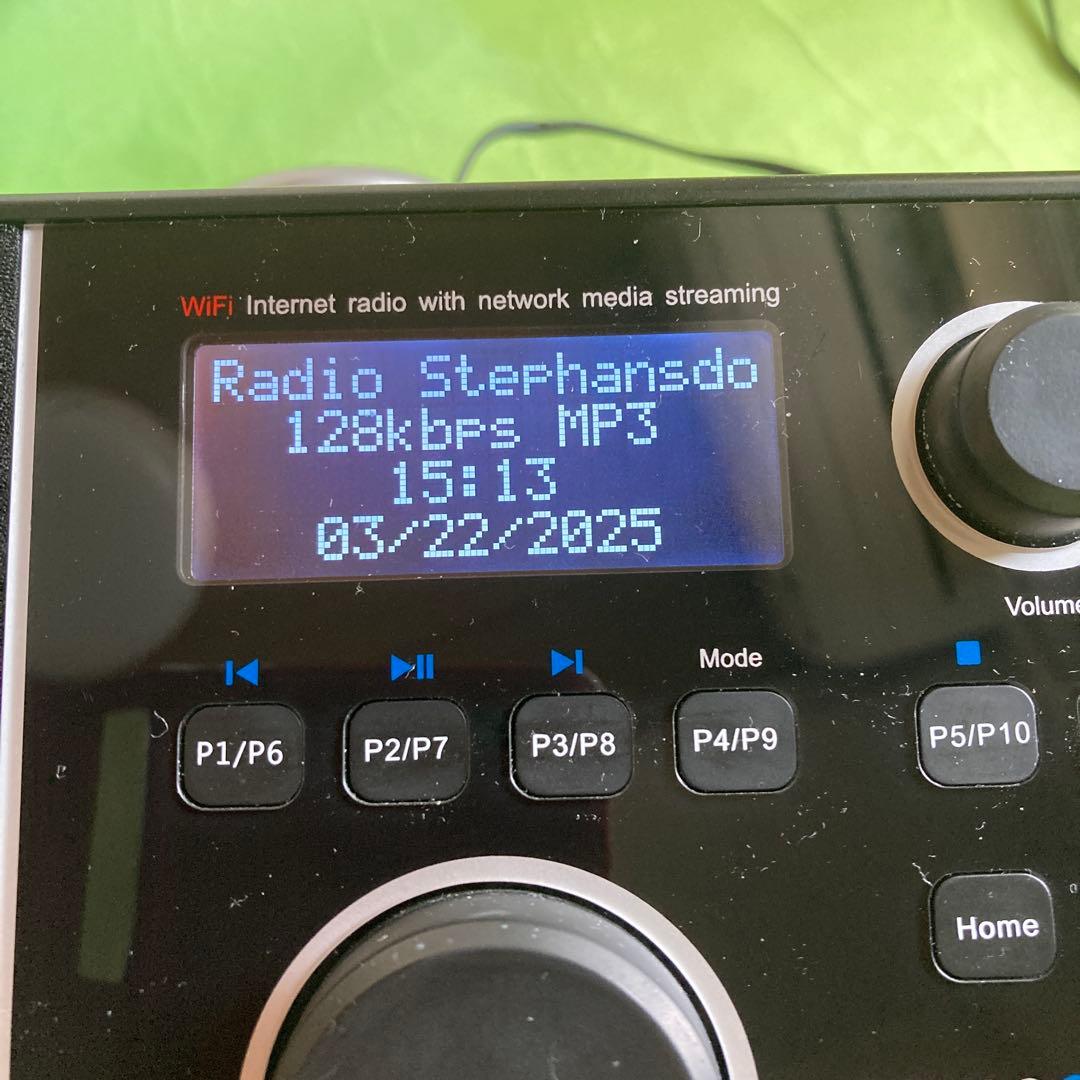 WiFi Internet radio with network media streaming
Radio Stephansdo
128kbps MP3
15:13
03/22/2025
Volume
Mode
P1/P6 P2/P7 P3/P8 P4/P9 P5/P10
Home